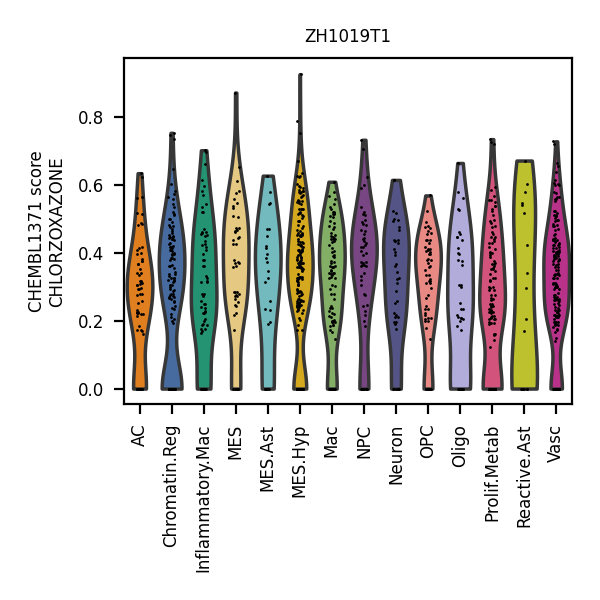 ZH1019T1
CHEMBL1371 score
CHLORZOXAZONE
0.8
0.6
0.4
0.2
0.0
AC
Chromatin.Reg
Inflammatory.Mac
MES
MES.Ast
MES.Hyp
Mac
NPC
Neuron
OPC
Oligo
Prolif.Metab
Reactive.Ast
Vasc